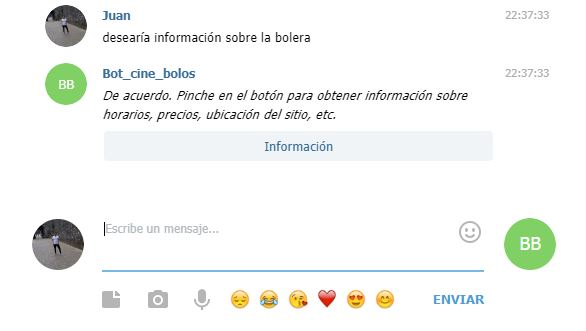 Juan 22:37:33
desearía información sobre la bolera
BB Bot_cine_bolos 22:37:33
De acuerdo. Pinche en el botón para obtener información sobre
horarios, precios, ubicación del sitio, etc.
Información
Escribe un mensaje...
BB
ENVIAR